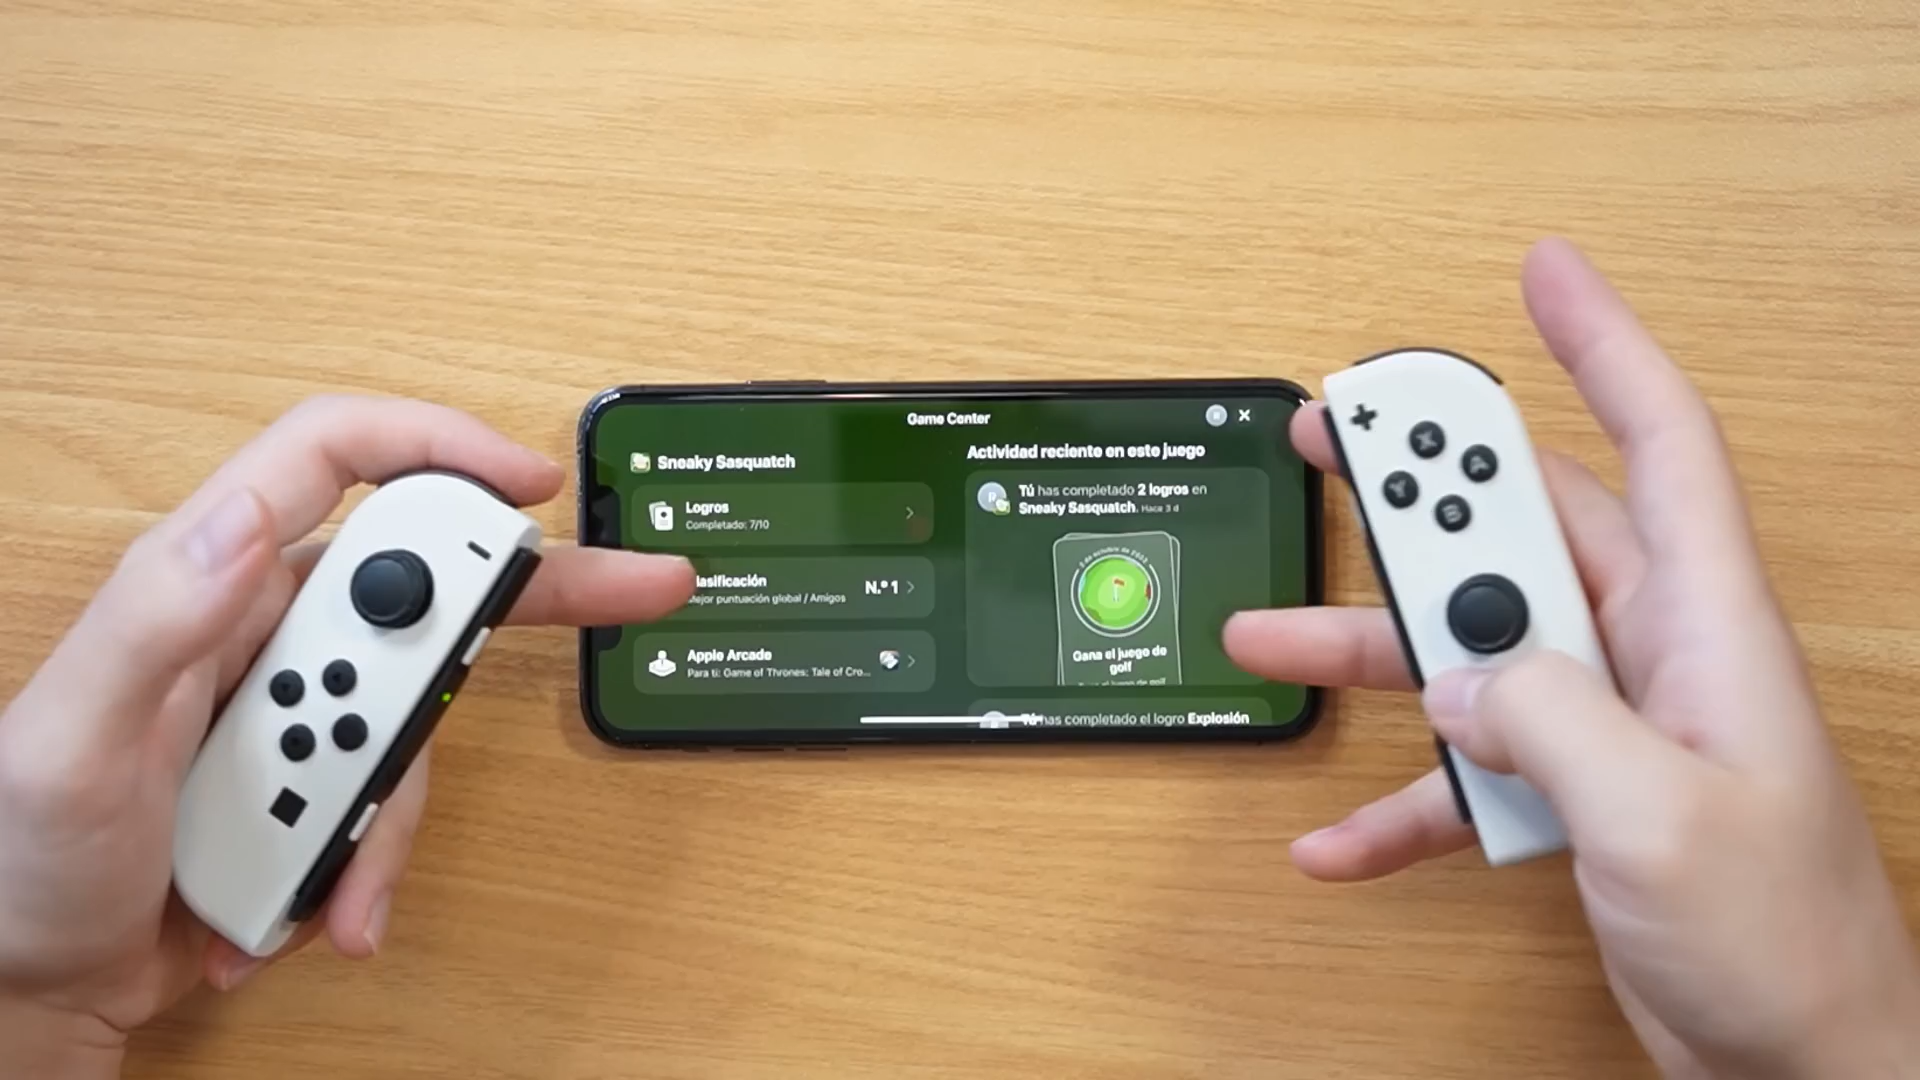 Game Center
Sneaky Sasquatch
Logros
Completado: 7/10
lasificación
ejor puntuación global / Amigos
N.º 1
Apple Arcade
Para ti: Game of Thrones: Tale of Cro...
Actividad reciente en este juego
Tú has completado 2 logros en
Sneaky Sasquatch. Hace 3 d
Gana el juego de
golf
Tú has completado el logro Explosión
X
A
Y
B